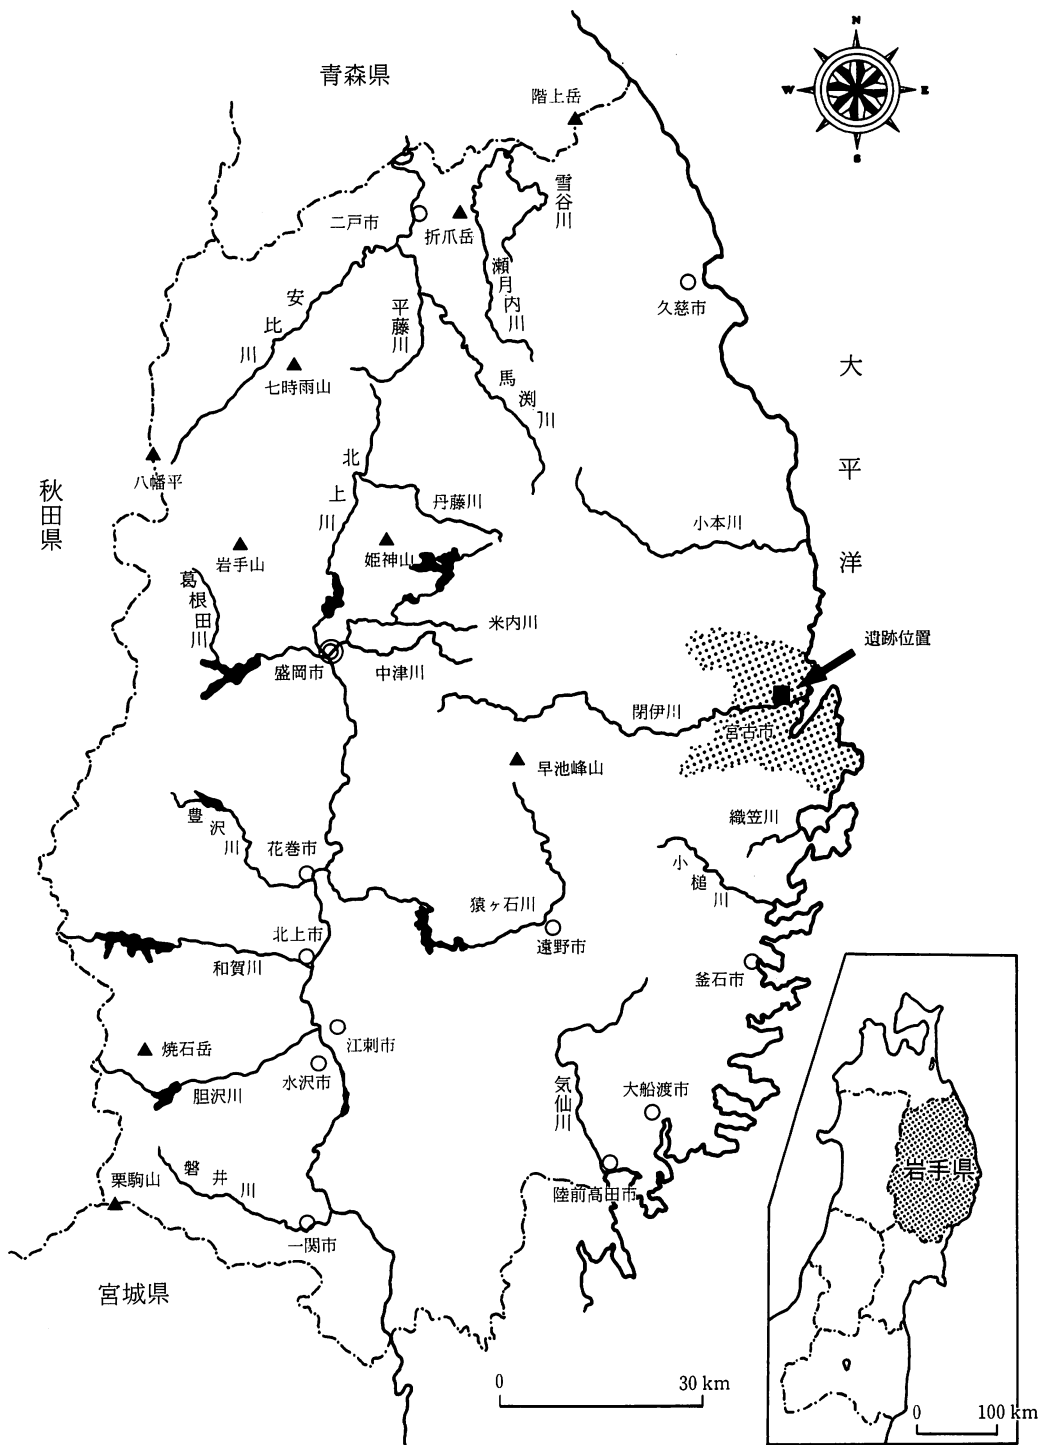 N
W
E
S
青森県
階上岳
雪谷川
二戸市
折爪岳
瀬月内川
久慈市
安比川
平藤川
七時雨山
馬渕川
大平洋
八幡平
秋田県
北上川
丹藤川
小本川
岩手山
姫神山
葛根田川
米内川
遺跡位置
盛岡市
中津川
閉伊川
宮古市
早池峰山
豊沢川
織笠川
花巻市
小槌川
猿ヶ石川
北上市
遠野市
和賀川
釜石市
焼石岳
江刺市
水沢市
胆沢川
気仙川
大船渡市
栗駒山
磐井川
陸前高田市
一関市
宮城県
岩手県
0
30 km
0
100 km